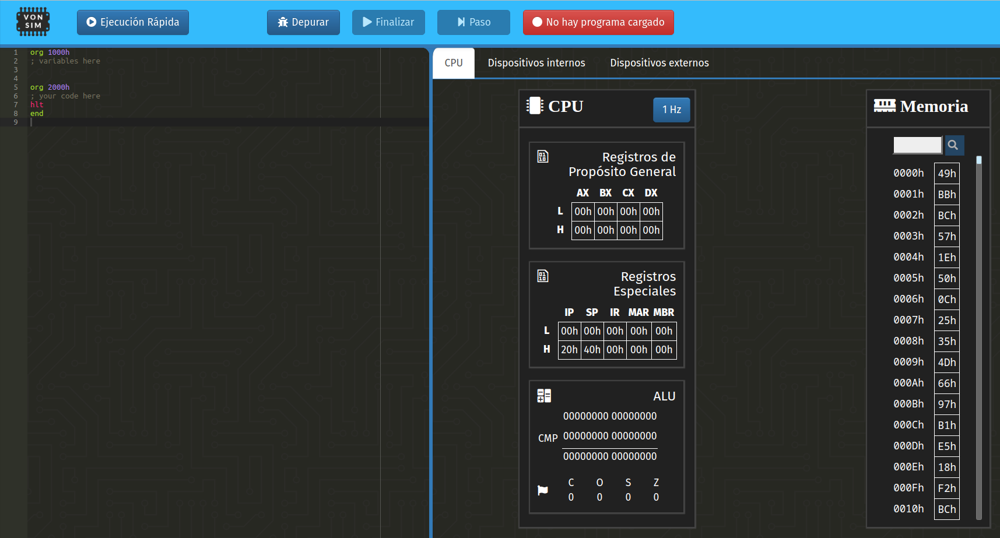 VON
SIM
Ejecución Rápida
Depurar
Finalizar
Paso
No hay programa cargado
1 org 1000h
2 ; variables here
3
4
5 org 2000h
6 ; your code here
7 hlt
8 end
9
CPU
Dispositivos internos
Dispositivos externos
CPU
1 Hz
Registros de
Propósito General
AX BX CX DX
L 00h 00h 00h 00h
H 00h 00h 00h 00h
Registros
Especiales
IP SP IR MAR MBR
L 00h 00h 00h 00h 00h
H 20h 40h 00h 00h 00h
ALU
00000000 00000000
CMP 00000000 00000000
00000000 00000000
C O S Z
0 0 0 0
Memoria
0000h 49h
0001h BBh
0002h BCh
0003h 57h
0004h 1Eh
0005h 50h
0006h 0Ch
0007h 25h
0008h 35h
0009h 4Dh
000Ah 66h
000Bh 97h
000Ch B1h
000Dh E5h
000Eh 18h
000Fh F2h
0010h BCh